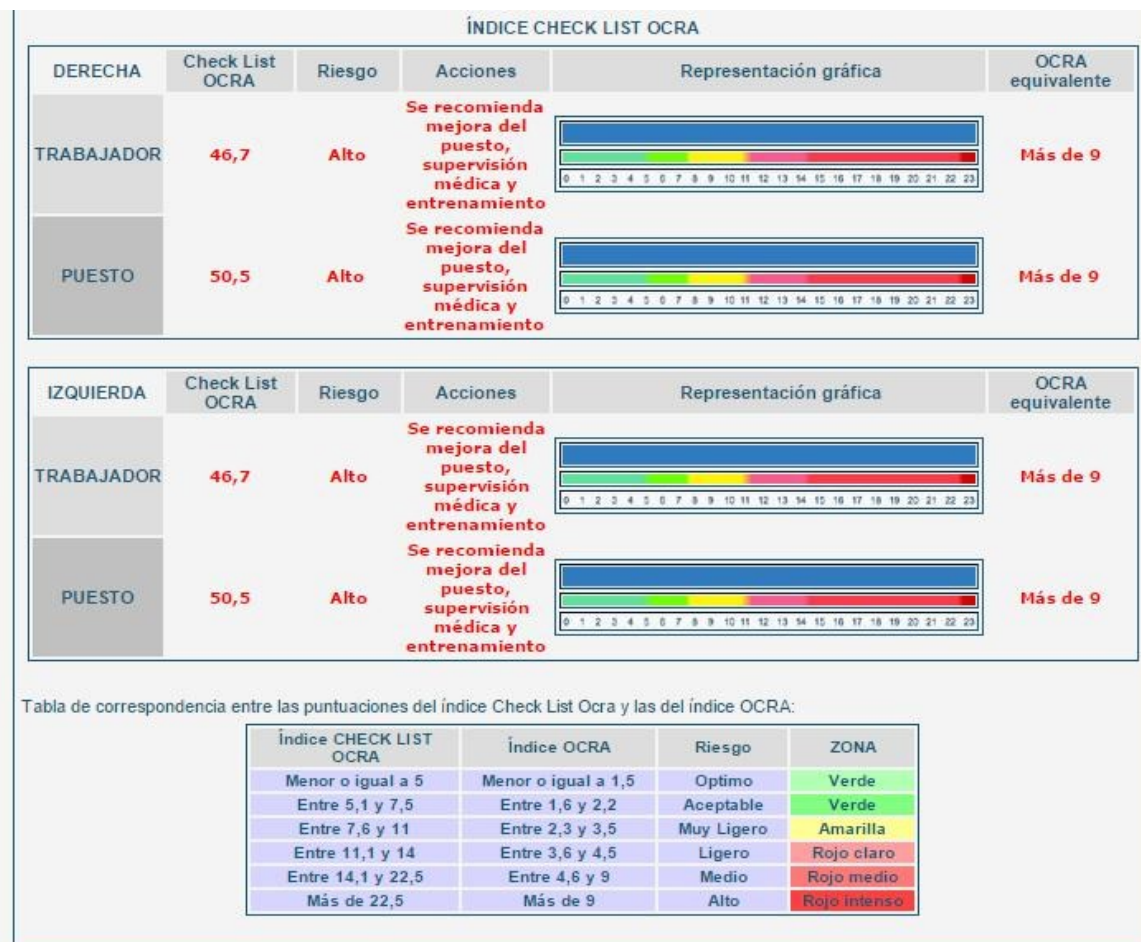 ÍNDICE CHECK LIST OCRA
DERECHA Check List OCRA Riesgo Acciones Representación gráfica OCRA equivalente
TRABAJADOR 46,7 Alto Se recomienda mejora del puesto, supervisión médica y entrenamiento Más de 9
0 1 2 3 4 5 6 7 8 9 10 11 12 13 14 15 16 17 18 19 20 21 22 23
PUESTO 50,5 Alto Se recomienda mejora del puesto, supervisión médica y entrenamiento Más de 9
0 1 2 3 4 5 6 7 8 9 10 11 12 13 14 15 16 17 18 19 20 21 22 23
IZQUIERDA Check List OCRA Riesgo Acciones Representación gráfica OCRA equivalente
TRABAJADOR 46,7 Alto Se recomienda mejora del puesto, supervisión médica y entrenamiento Más de 9
0 1 2 3 4 5 6 7 8 9 10 11 12 13 14 15 16 17 18 19 20 21 22 23
PUESTO 50,5 Alto Se recomienda mejora del puesto, supervisión médica y entrenamiento Más de 9
0 1 2 3 4 5 6 7 8 9 10 11 12 13 14 15 16 17 18 19 20 21 22 23
Tabla de correspondencia entre las puntuaciones del índice Check List Ocra y las del índice OCRA:
Índice CHECK LIST OCRA Índice OCRA Riesgo ZONA
Menor o igual a 5 Menor o igual a 1,5 Optimo Verde
Entre 5,1 y 7,5 Entre 1,6 y 2,2 Aceptable Verde
Entre 7,6 y 11 Entre 2,3 y 3,5 Muy Ligero Amarilla
Entre 11,1 y 14 Entre 3,6 y 4,5 Ligero Rojo claro
Entre 14,1 y 22,5 Entre 4,6 y 9 Medio Rojo medio
Más de 22,5 Más de 9 Alto Rojo intenso